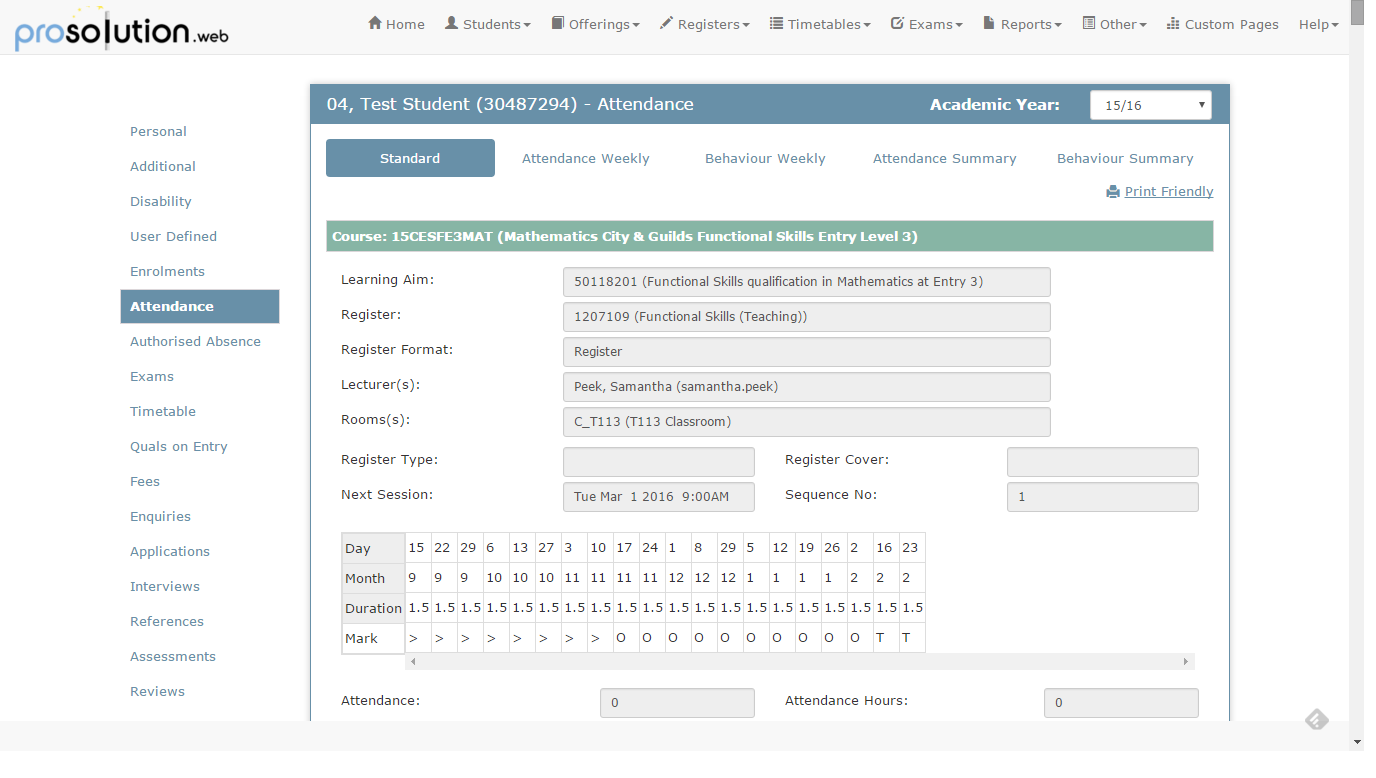 prosolution.web
Home Students Offerings Registers Timetables Exams Reports Other Custom Pages Help
04, Test Student (30487294) - Attendance Academic Year: 15/16
Personal
Additional
Disability
User Defined
Enrolments
Attendance
Authorised Absence
Exams
Timetable
Quals on Entry
Fees
Enquiries
Applications
Interviews
References
Assessments
Reviews
Standard Attendance Weekly Behaviour Weekly Attendance Summary Behaviour Summary
Print Friendly
Course: 15CESFE3MAT (Mathematics City & Guilds Functional Skills Entry Level 3)
Learning Aim: 50118201 (Functional Skills qualification in Mathematics at Entry 3)
Register: 1207109 (Functional Skills (Teaching))
Register Format: Register
Lecturer(s): Peek, Samantha (samantha.peek)
Rooms(s): C_T113 (T113 Classroom)
Register Type: Register Cover:
Next Session: Tue Mar 1 2016 9:00AM Sequence No: 1
Day 15 22 29 6 13 27 3 10 17 24 1 8 29 5 12 19 26 2 16 23
Month 9 9 9 10 10 10 11 11 11 11 12 12 12 1 1 1 1 2 2 2
Duration 1.5 1.5 1.5 1.5 1.5 1.5 1.5 1.5 1.5 1.5 1.5 1.5 1.5 1.5 1.5 1.5 1.5 1.5 1.5 1.5
Mark > > > > > > > > O O O O O O O O O O T T
Attendance: 0 Attendance Hours: 0